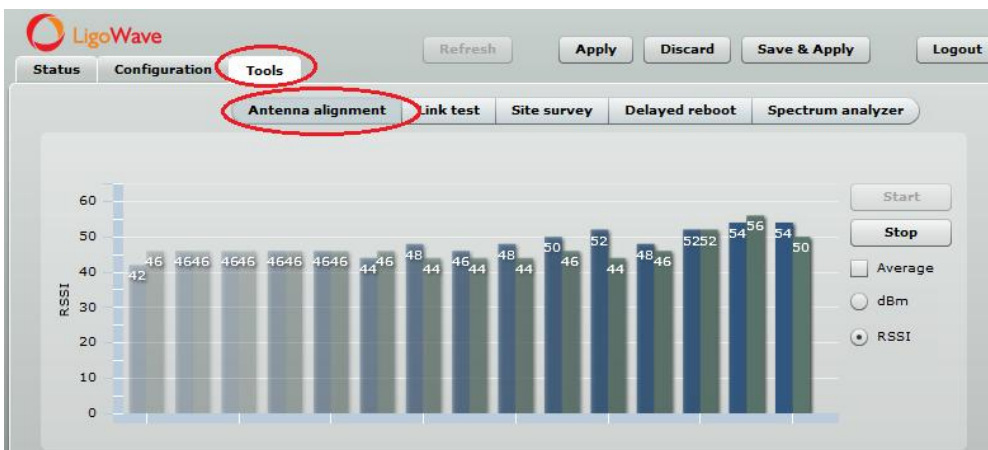 LigoWave
Refresh Apply Discard Save & Apply Logout
Status Configuration Tools
Antenna alignment Link test Site survey Delayed reboot Spectrum analyzer
60
50
40
30
20
10
0
RSSI
42 46 46 46 46 46 46 46 46 46 44 46 48 44 46 44 48 44 50 46 52 44 48 46 52 52 54 56 54 50
Start
Stop
Average
dBm
RSSI